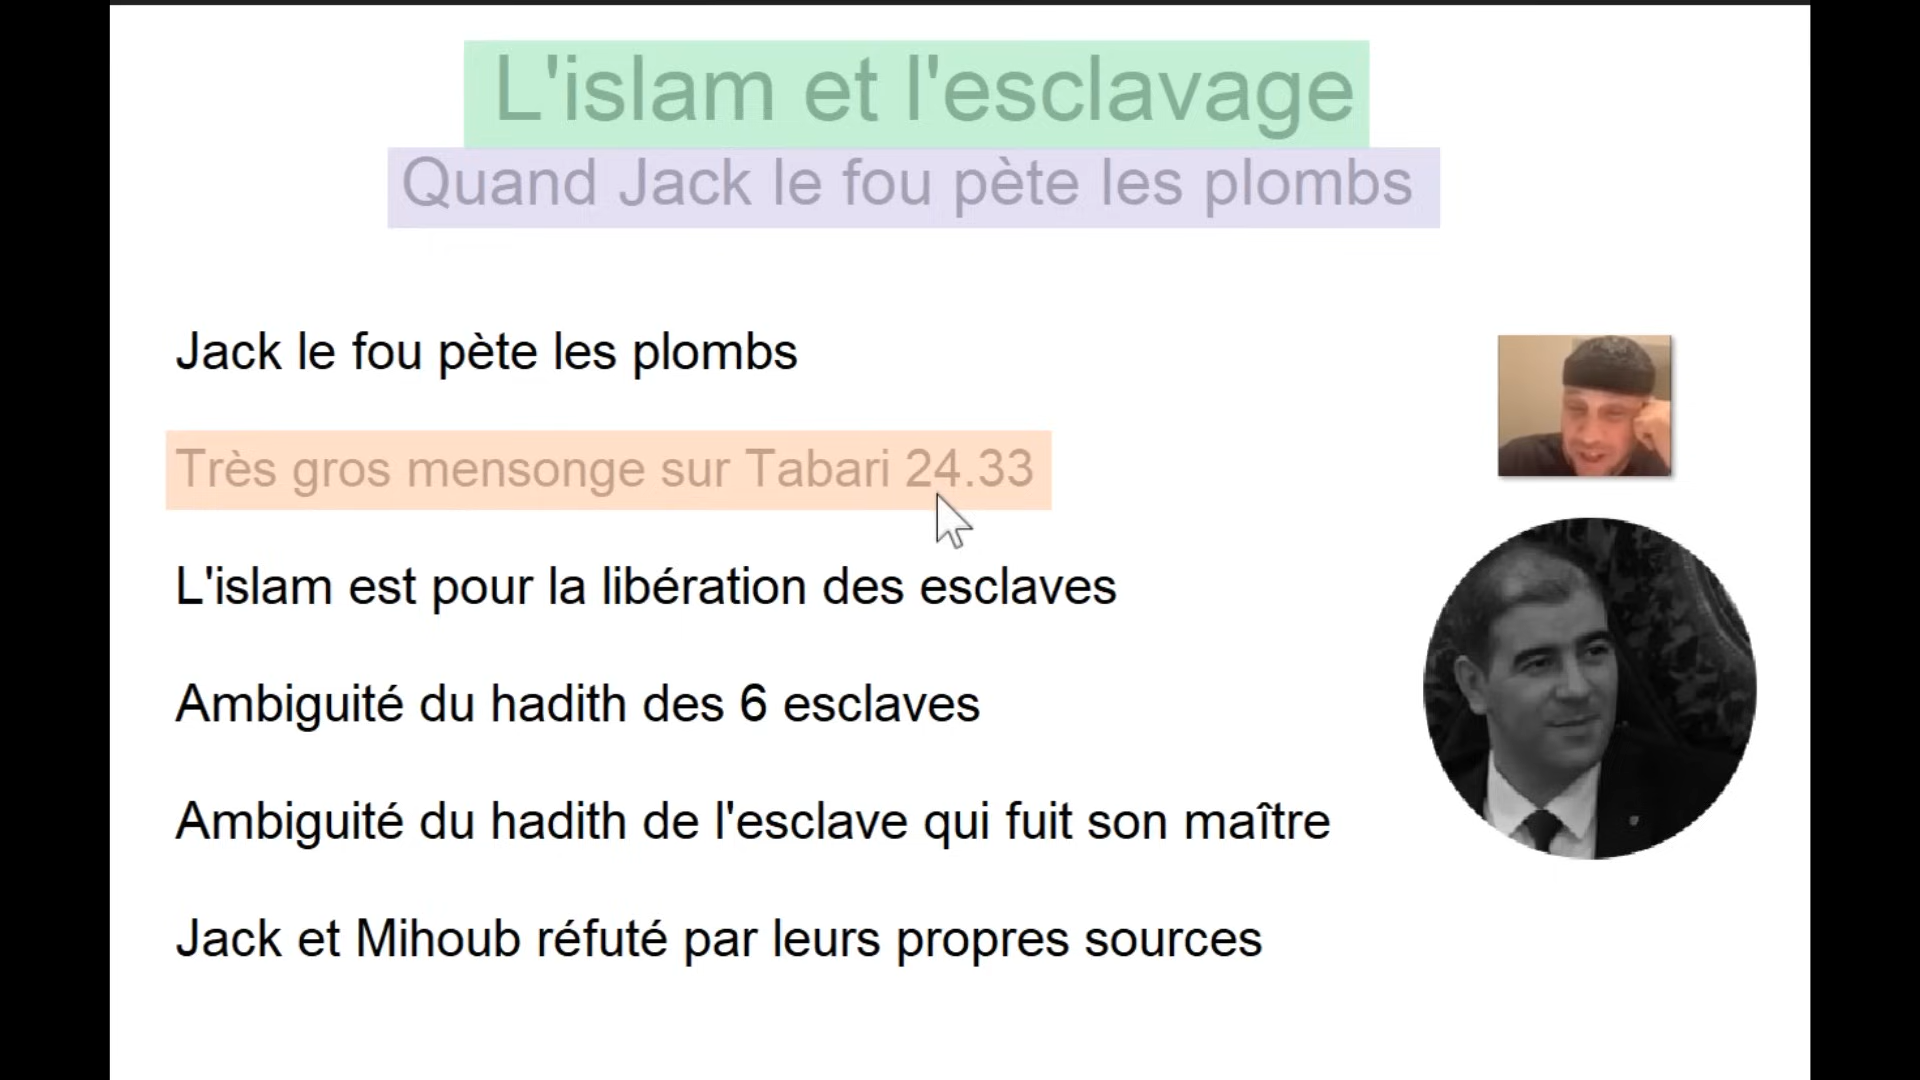 L'islam et l'esclavage
Quand Jack le fou pète les plombs
Jack le fou pète les plombs
Très gros mensonge sur Tabari 24.33
L'islam est pour la libération des esclaves
Ambiguité du hadith des 6 esclaves
Ambiguité du hadith de l'esclave qui fuit son maître
Jack et Mihoub réfuté par leurs propres sources